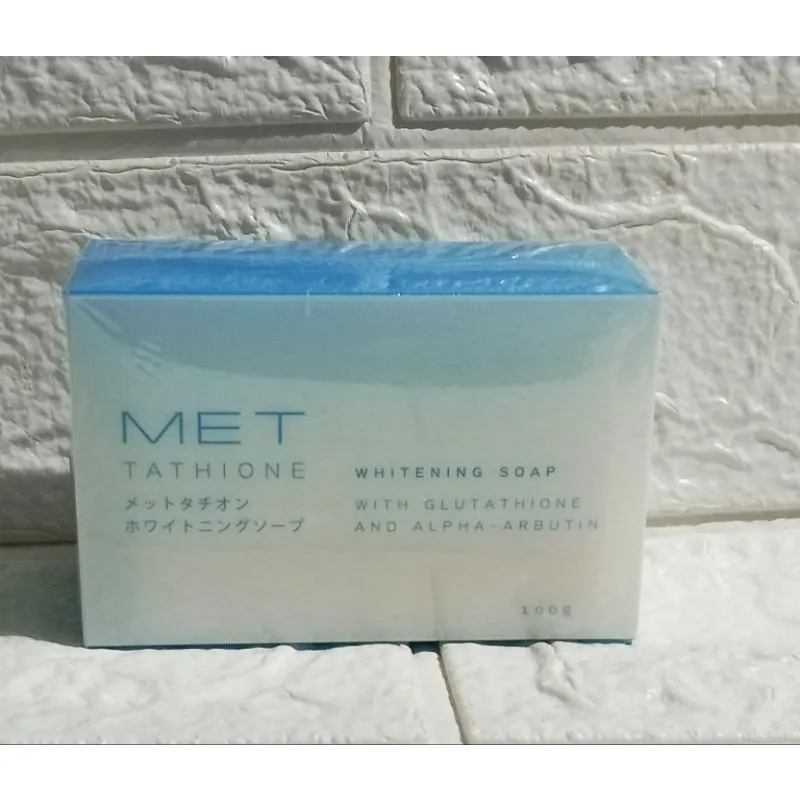 MET
TATHIONE
メットタチオン
ホワイトニングソープ
WHITENING SOAP
WITH GLUTATHIONE
AND ALPHA-ARBUTIN
100g